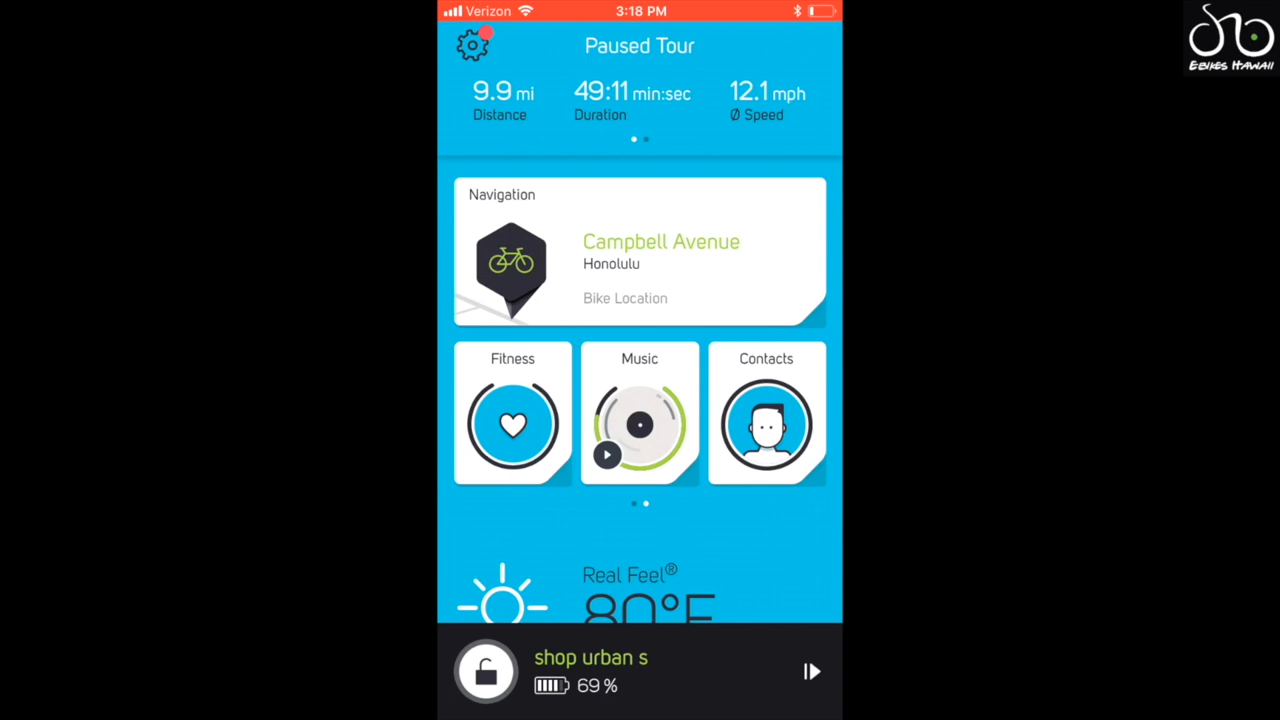 Verizon 3:18 PM
EBIKES HAWAII
Paused Tour
9.9 mi 49:11 min:sec 12.1 mph
Distance Duration Ø Speed
Navigation
Campbell Avenue
Honolulu
Bike Location
Fitness Music Contacts
Real Feel®
80°F
shop urban s
69 %